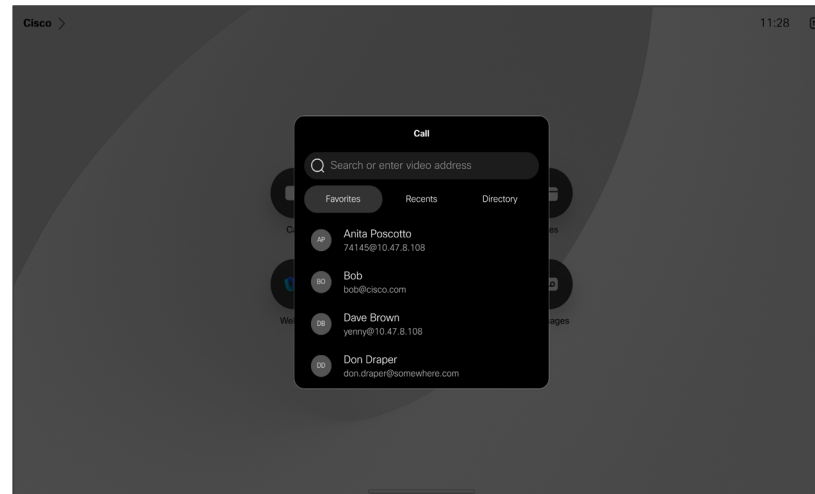 Cisco
11:28
Call
Search or enter video address
Favorites
Recents
Directory
AP
Anita Poscotto
74145@10.47.8.108
BO
Bob
bob@cisco.com
DB
Dave Brown
yenny@10.47.8.108
DD
Don Draper
don.draper@somewhere.com